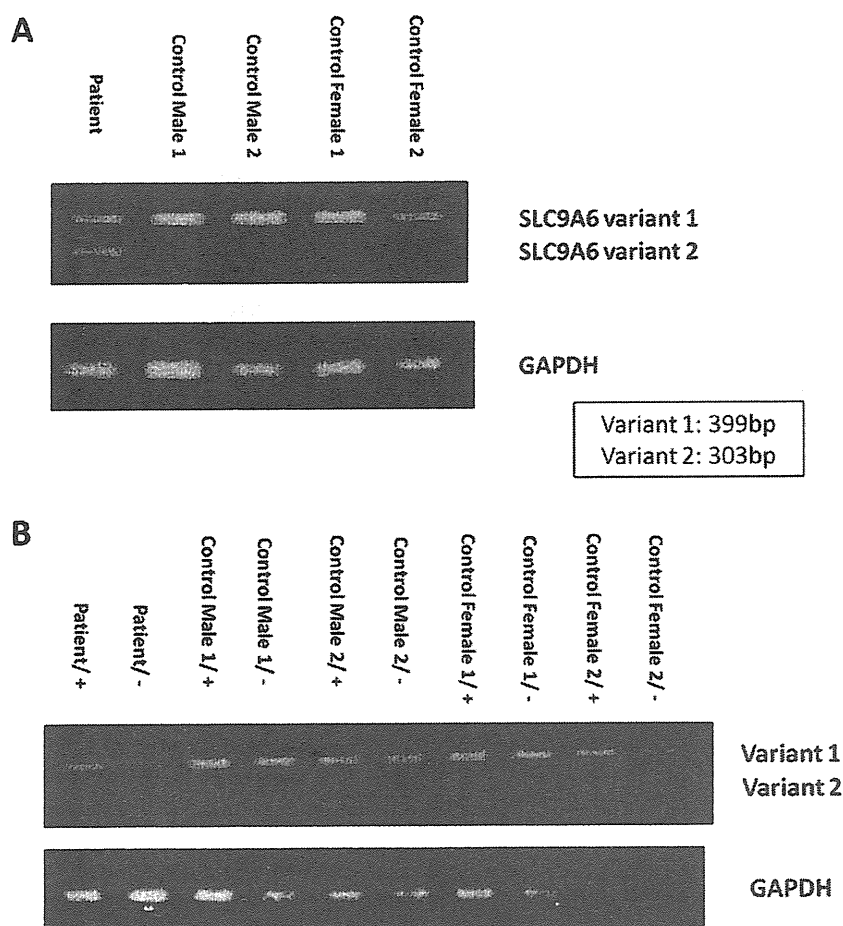 A
Patient
Control Male 1
Control Male 2
Control Female 1
Control Female 2
SLC9A6 variant 1
SLC9A6 variant 2
GAPDH
Variant 1: 399bp
Variant 2: 303bp
B
Patient/ +
Patient/ -
Control Male 1/ +
Control Male 1/ -
Control Male 2/ +
Control Male 2/ -
Control Female 1/ +
Control Female 1/ -
Control Female 2/ +
Control Female 2/ -
Variant 1
Variant 2
GAPDH